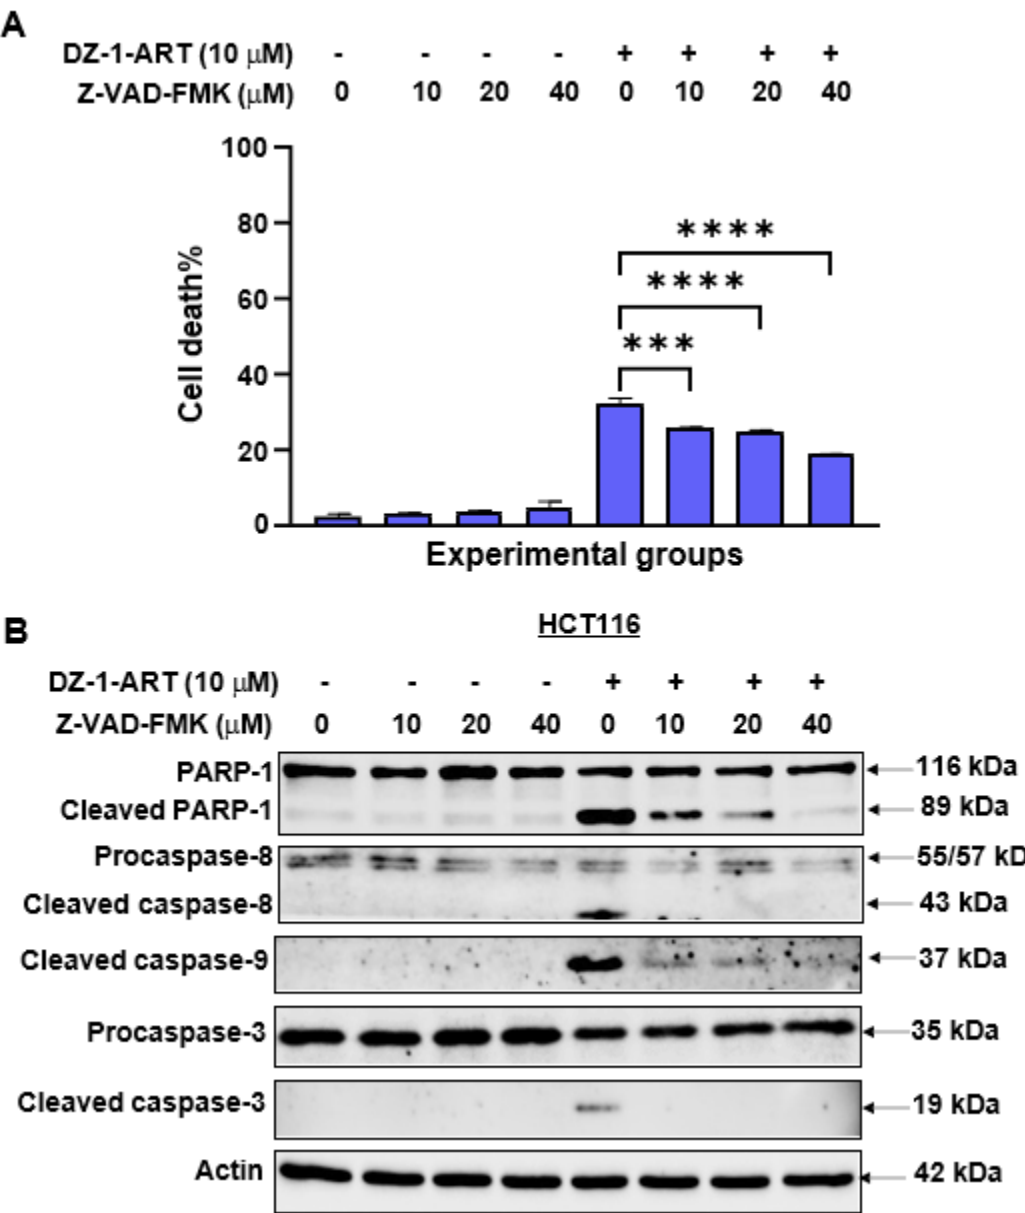 A
DZ-1-ART (10 μM) - - - - + + + +
Z-VAD-FMK (μM) 0 10 20 40 0 10 20 40
100
80
60
40
20
0
Cell death%
****
****
***
Experimental groups
B
HCT116
DZ-1-ART (10 μM) - - - - + + + +
Z-VAD-FMK (μM) 0 10 20 40 0 10 20 40
PARP-1 116 kDa
Cleaved PARP-1 89 kDa
Procaspase-8 55/57 kD
Cleaved caspase-8 43 kDa
Cleaved caspase-9 37 kDa
Procaspase-3 35 kDa
Cleaved caspase-3 19 kDa
Actin 42 kDa